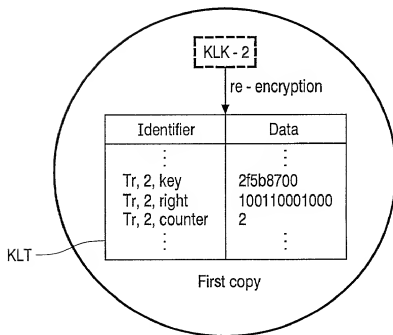 KLK - 2
re - encryption
Identifier Data
⋮ ⋮
Tr, 2, key 2f5b8700
Tr, 2, right 100110001000
Tr, 2, counter 2
⋮ ⋮
KLT
First copy